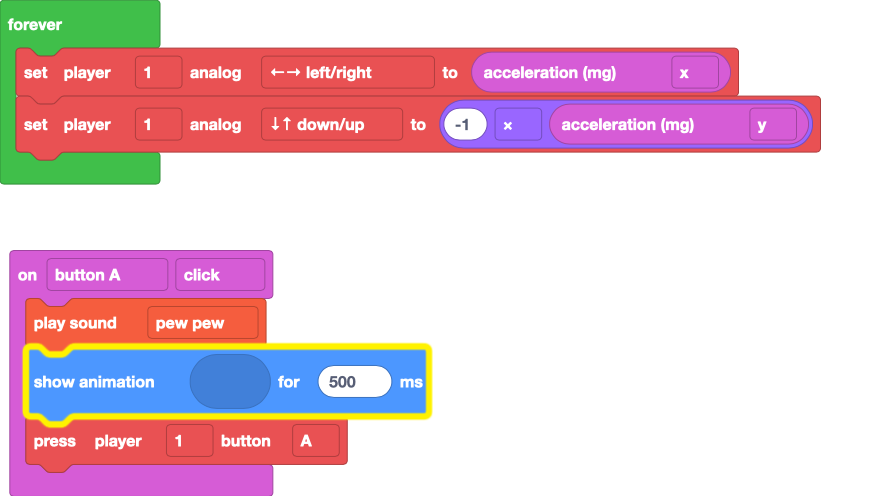 forever
set player 1 analog ←→ left/right to acceleration (mg) x
set player 1 analog ↓↑ down/up to -1 × acceleration (mg) y
on button A click
play sound pew pew
show animation for 500 ms
press player 1 button A